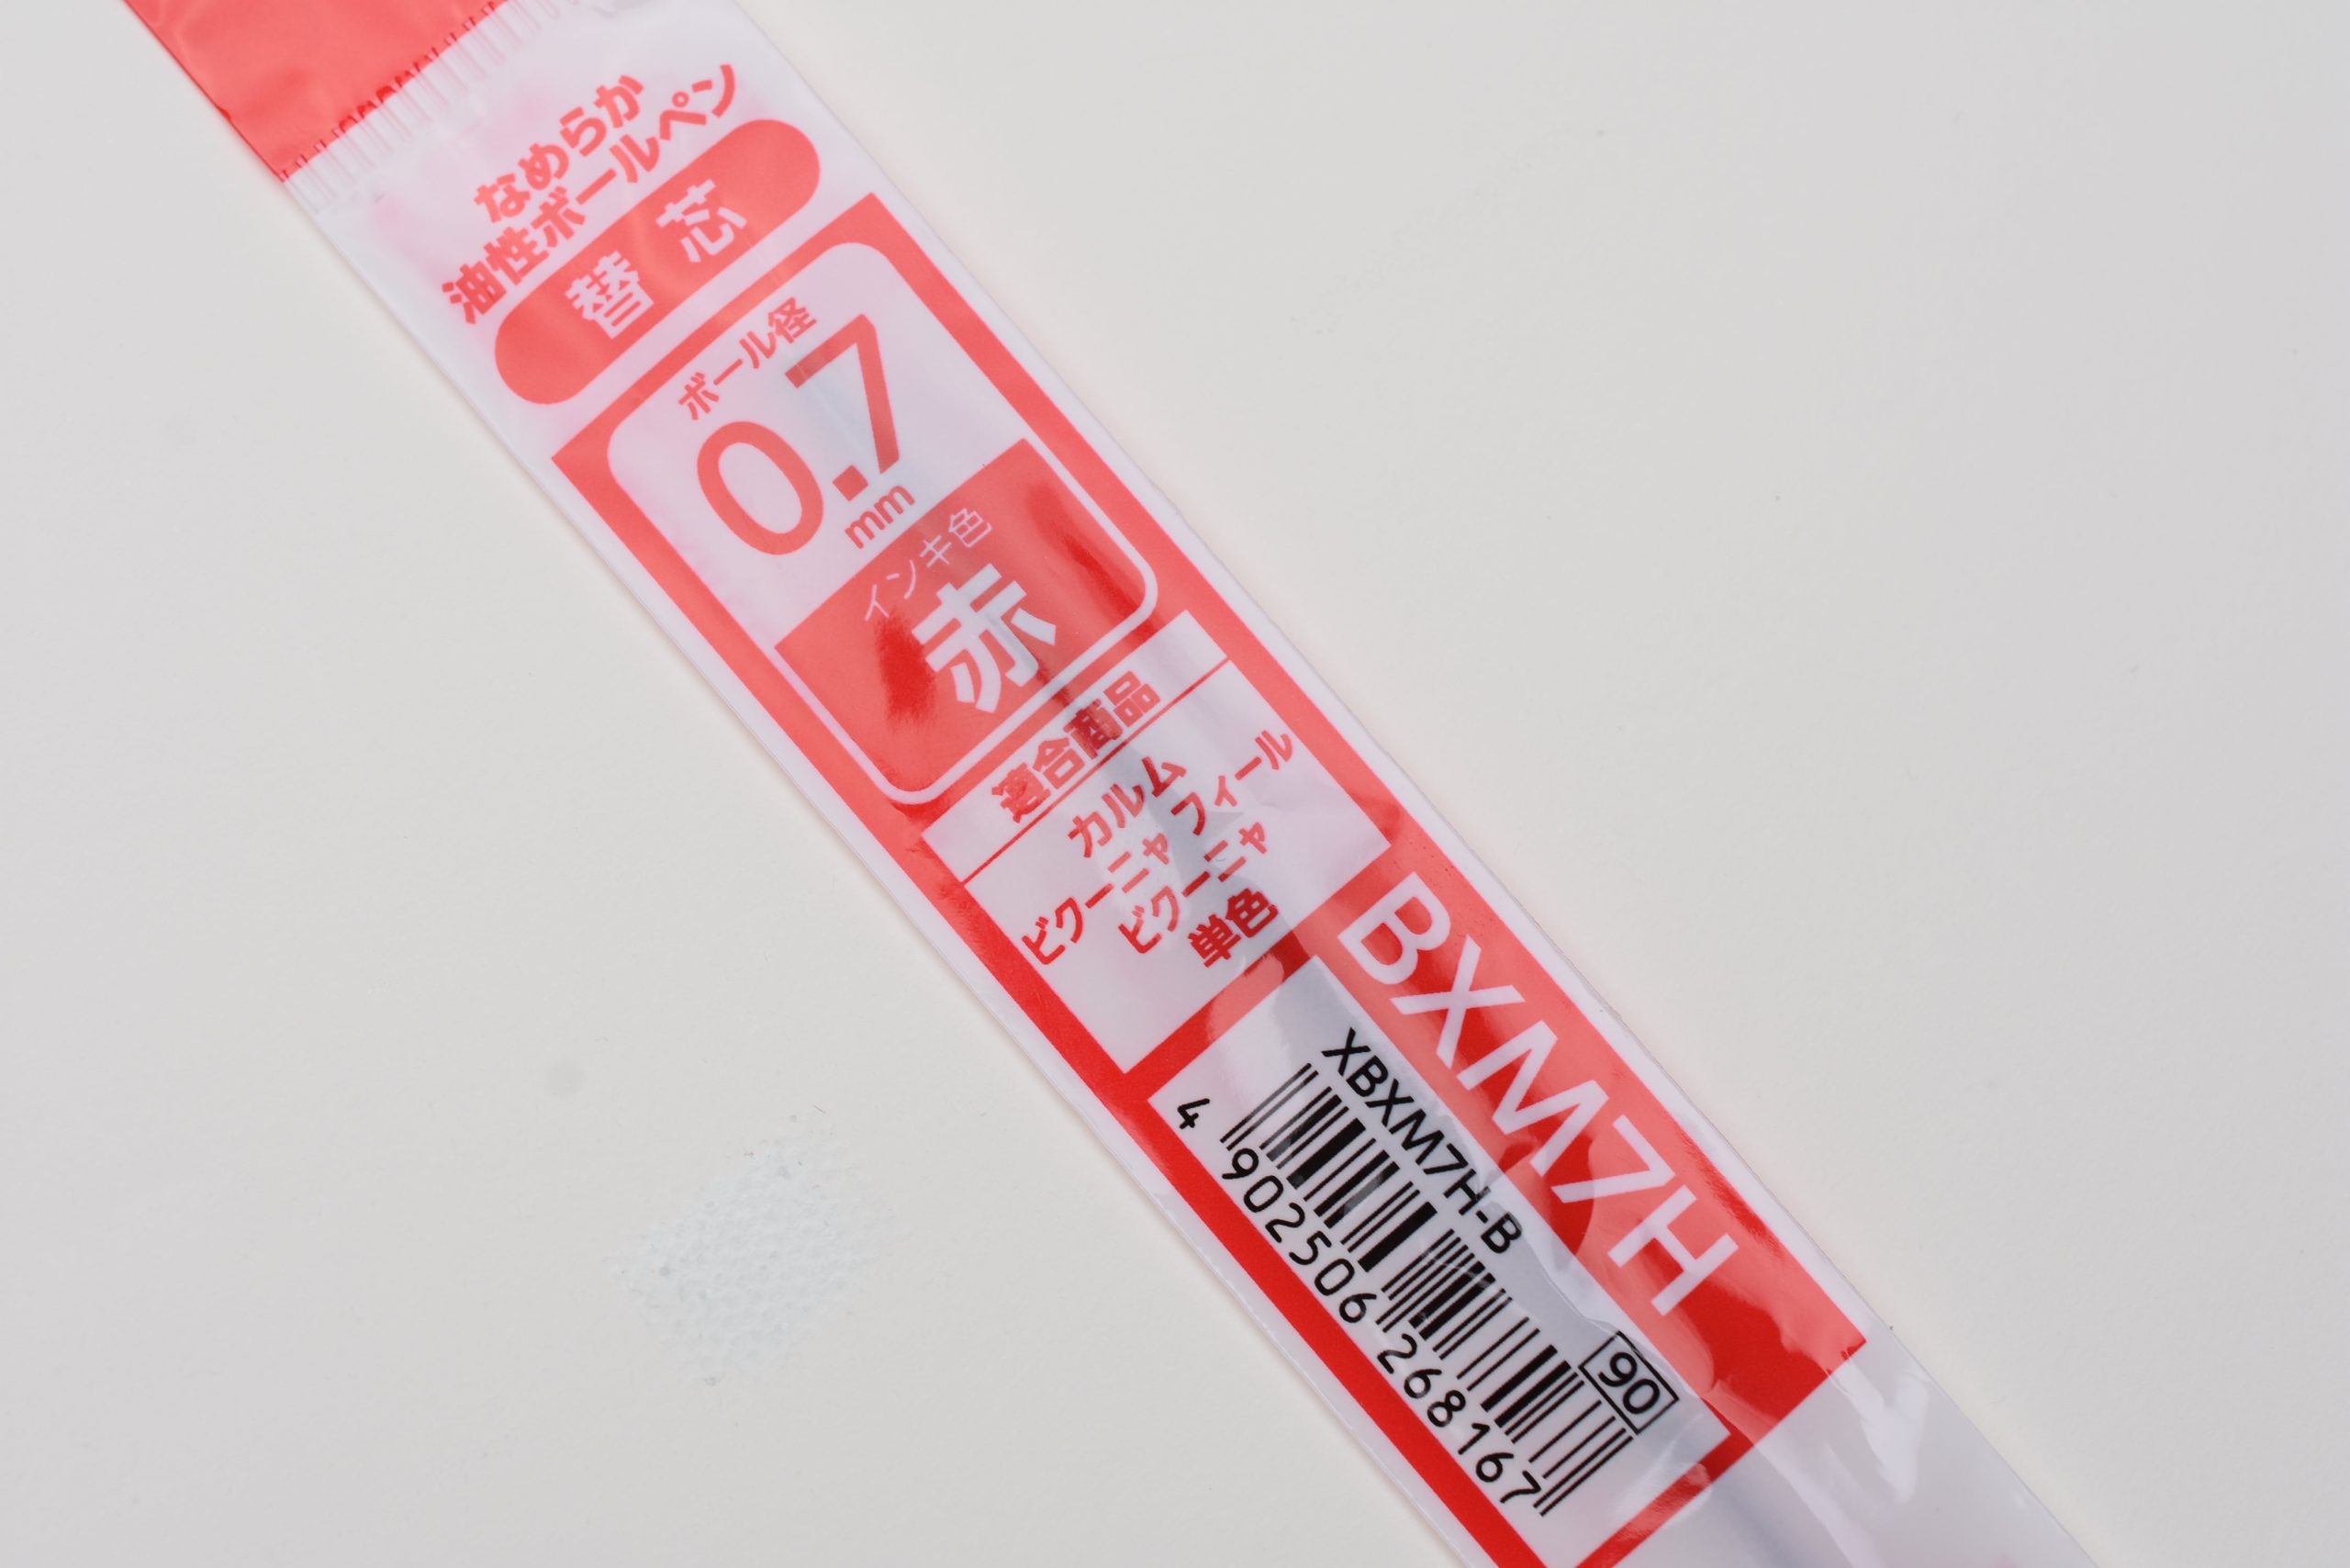 なめらか
油性ボールペン
替芯
ボール径
0.7
mm
インキ色
赤
適合商品
カルム
ビクーニャ フィール
ビクーニャ
単色
BXM7H
XBXM7H-B
90
4 902506 268167